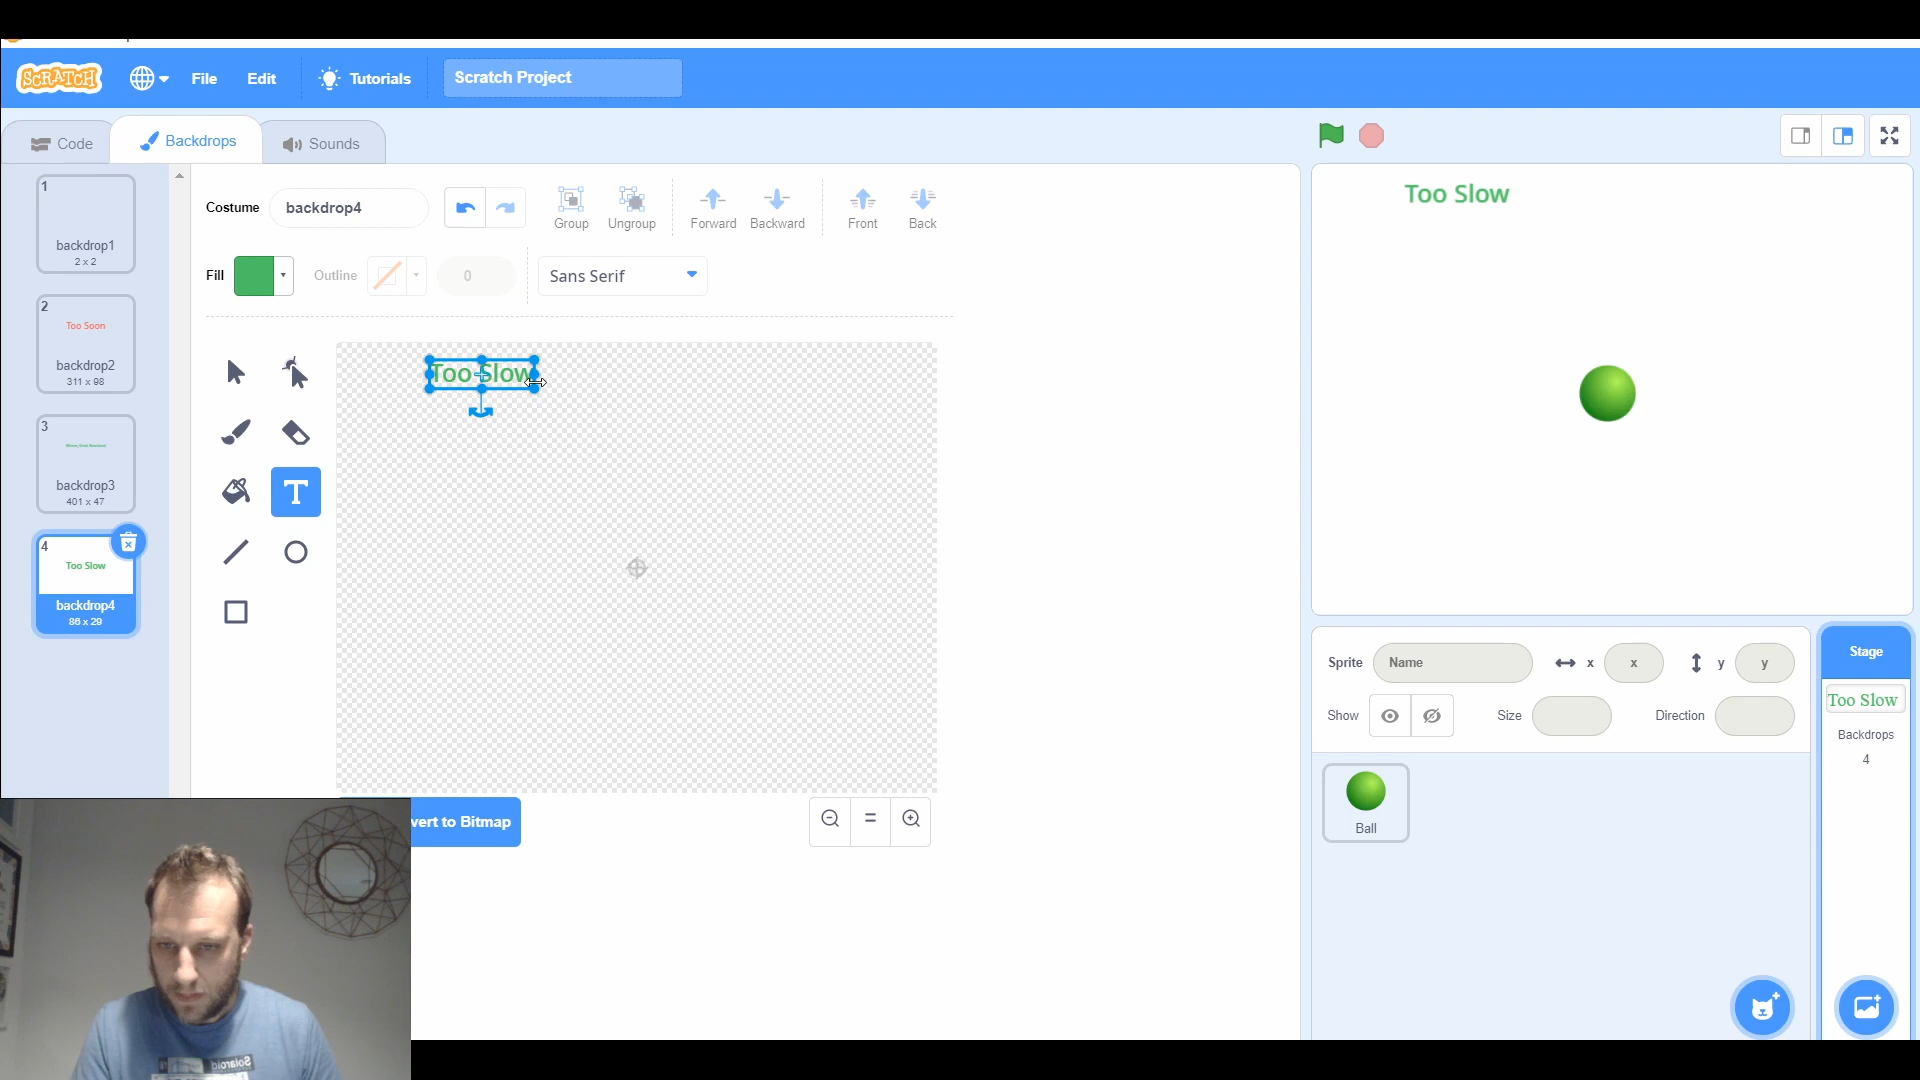 SCRATCH
File
Edit
Tutorials
Scratch Project
Code
Backdrops
Sounds
1
backdrop1
2 x 2
2
Too Soon
backdrop2
311 x 98
3
backdrop3
401 x 47
4
Too Slow
backdrop4
86 x 29
Costume
backdrop4
Group
Ungroup
Forward
Backward
Front
Back
Fill
Outline
0
Sans Serif
Too Slow
T
vert to Bitmap
Too Slow
Sprite
Name
x
x
y
y
Show
Size
Direction
Ball
Stage
Too Slow
Backdrops
4